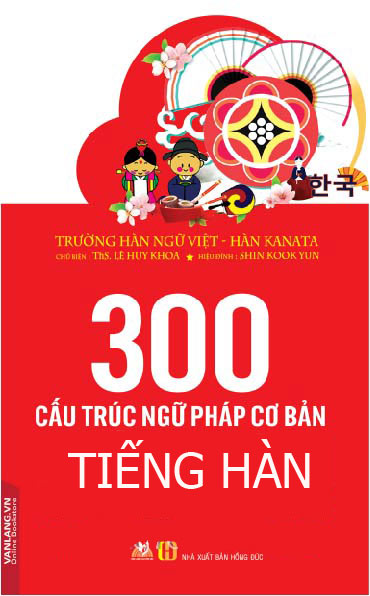 한국
TRƯỜNG HÀN NGỮ VIỆT - HÀN KANATA
CHỦ BIÊN THS. LÊ HUY KHOA ★ HIỆU ĐÍNH : SHIN KOOK YUN
300
CẤU TRÚC NGỮ PHÁP CƠ BẢN
TIẾNG HÀN
VANLANG.VN
Online Bookstore
NHÀ XUẤT BẢN HỒNG ĐỨC